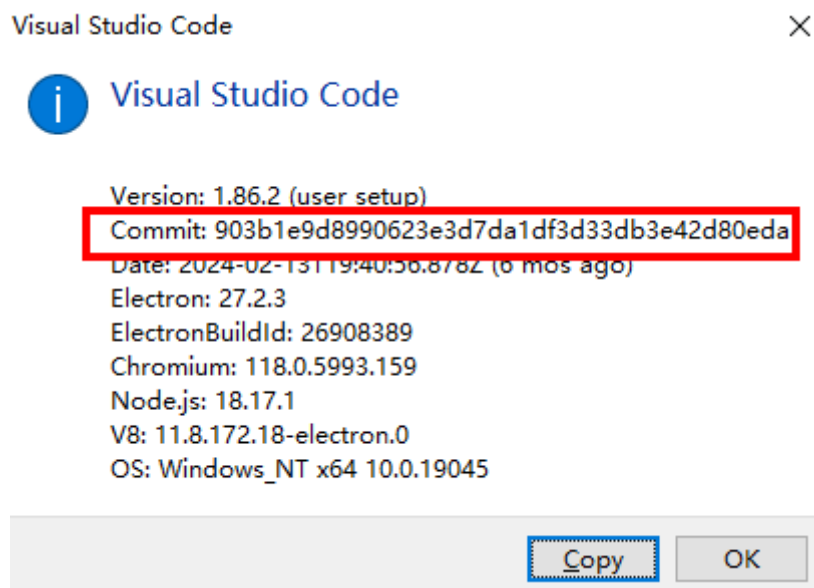 Visual Studio Code
Visual Studio Code
Version: 1.86.2 (user setup)
Commit: 903b1e9d8990623e3d7da1df3d33db3e42d80eda
Date: 2024-02-13T19:40:56.878Z (6 mos ago)
Electron: 27.2.3
ElectronBuildId: 26908389
Chromium: 118.0.5993.159
Node.js: 18.17.1
V8: 11.8.172.18-electron.0
OS: Windows_NT x64 10.0.19045
Copy OK